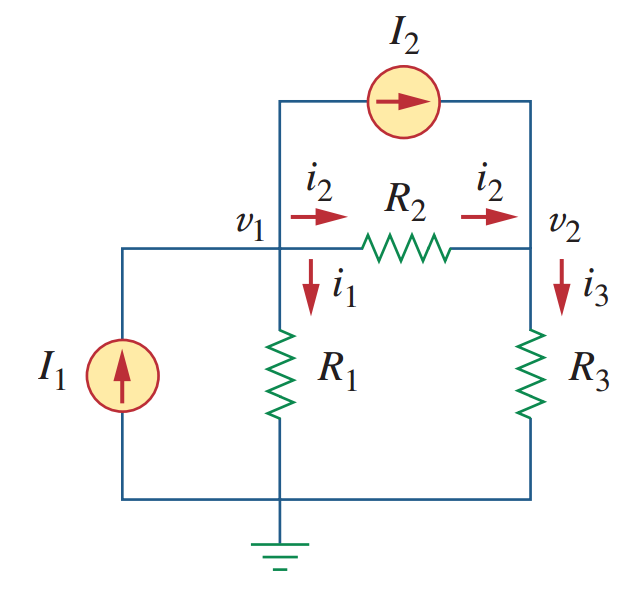 I₂
i₂ R₂ i₂
v₁ v₂
i₁ i₃
I₁ R₁ R₃